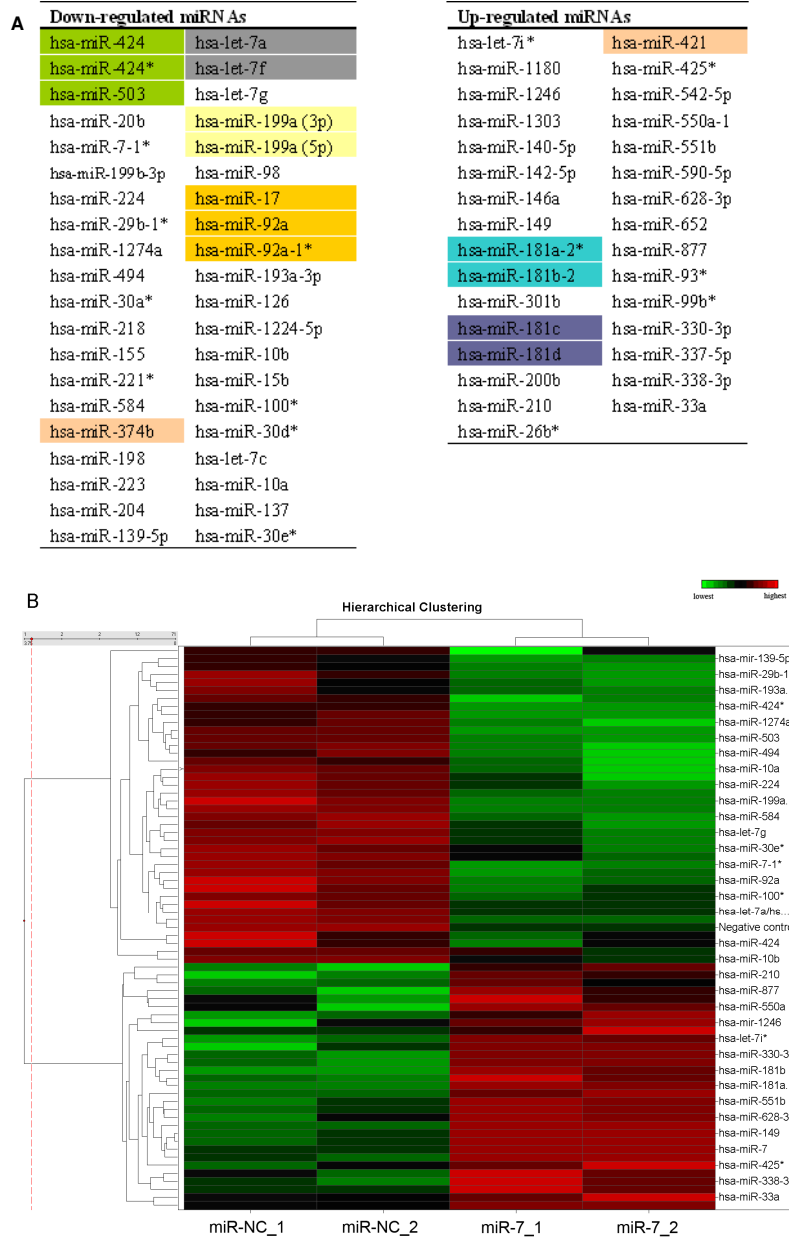 A
Down-regulated miRNAs
hsa-miR-424 hsa-let-7a
hsa-miR-424* hsa-let-7f
hsa-miR-503 hsa-let-7g
hsa-miR-20b hsa-miR-199a (3p)
hsa-miR-7-1* hsa-miR-199a (5p)
hsa-miR-199b-3p hsa-miR-98
hsa-miR-224 hsa-miR-17
hsa-miR-29b-1* hsa-miR-92a
hsa-miR-1274a hsa-miR-92a-1*
hsa-miR-494 hsa-miR-193a-3p
hsa-miR-30a* hsa-miR-126
hsa-miR-218 hsa-miR-1224-5p
hsa-miR-155 hsa-miR-10b
hsa-miR-221* hsa-miR-15b
hsa-miR-584 hsa-miR-100*
hsa-miR-374b hsa-miR-30d*
hsa-miR-198 hsa-let-7c
hsa-miR-223 hsa-miR-10a
hsa-miR-204 hsa-miR-137
hsa-miR-139-5p hsa-miR-30e*
Up-regulated miRNAs
hsa-let-7i* hsa-miR-421
hsa-miR-1180 hsa-miR-425*
hsa-miR-1246 hsa-miR-542-5p
hsa-miR-1303 hsa-miR-550a-1
hsa-miR-140-5p hsa-miR-551b
hsa-miR-142-5p hsa-miR-590-5p
hsa-miR-146a hsa-miR-628-3p
hsa-miR-149 hsa-miR-652
hsa-miR-181a-2* hsa-miR-877
hsa-miR-181b-2 hsa-miR-93*
hsa-miR-301b hsa-miR-99b*
hsa-miR-181c hsa-miR-330-3p
hsa-miR-181d hsa-miR-337-5p
hsa-miR-200b hsa-miR-338-3p
hsa-miR-210 hsa-miR-33a
hsa-miR-26b*
B
lowest highest
Hierarchical Clustering
1 2 2 71
hsa-mir-139-5p
hsa-miR-29b-1
hsa-miR-193a.
hsa-miR-424*
hsa-miR-1274a
hsa-miR-503
hsa-miR-494
hsa-miR-10a
hsa-miR-224
hsa-miR-199a.
hsa-miR-584
hsa-let-7g
hsa-miR-30e*
hsa-miR-7-1*
hsa-miR-92a
hsa-miR-100*
hsa-let-7a/hs...
Negative contro
hsa-miR-424
hsa-miR-10b
hsa-miR-210
hsa-miR-877
hsa-miR-550a
hsa-mir-1246
hsa-let-7i*
hsa-miR-330-3
hsa-miR-181b
hsa-miR-181a.
hsa-miR-551b
hsa-miR-628-3
hsa-miR-149
hsa-miR-7
hsa-miR-425*
hsa-miR-338-3
hsa-miR-33a
miR-NC_1 miR-NC_2 miR-7_1 miR-7_2